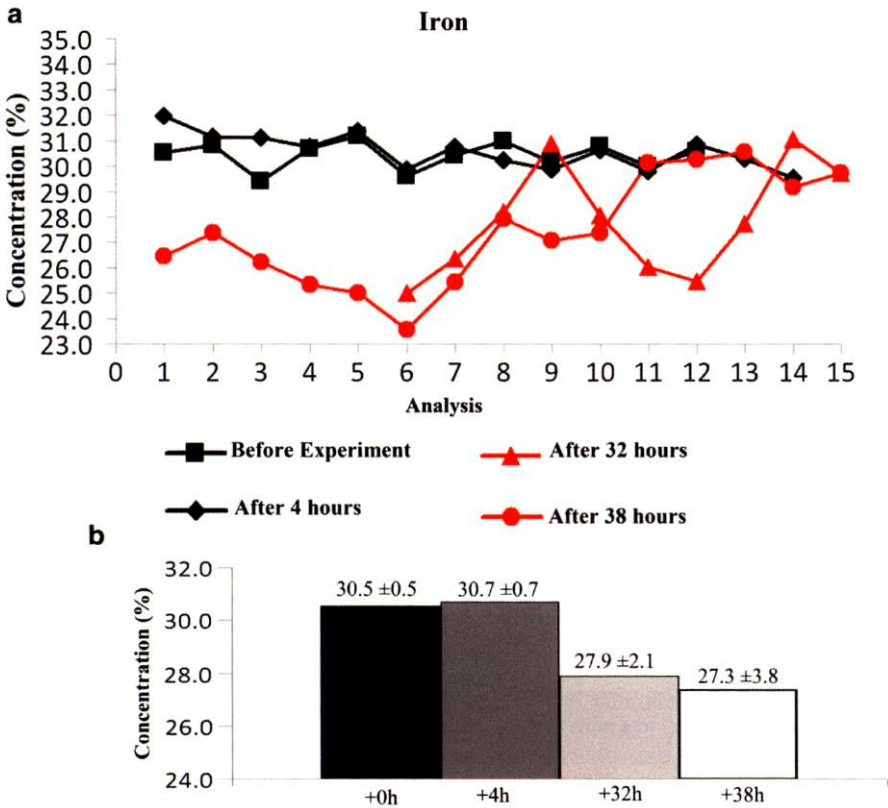 a
Iron
Concentration (%)
35.0
34.0
33.0
32.0
31.0
30.0
29.0
28.0
27.0
26.0
25.0
24.0
23.0
0 1 2 3 4 5 6 7 8 9 10 11 12 13 14 15
Analysis
Before Experiment
After 32 hours
After 4 hours
After 38 hours
b
Concentration (%)
32.0
30.0
28.0
26.0
24.0
30.5 ±0.5
30.7 ±0.7
27.9 ±2.1
27.3 ±3.8
+0h +4h +32h +38h